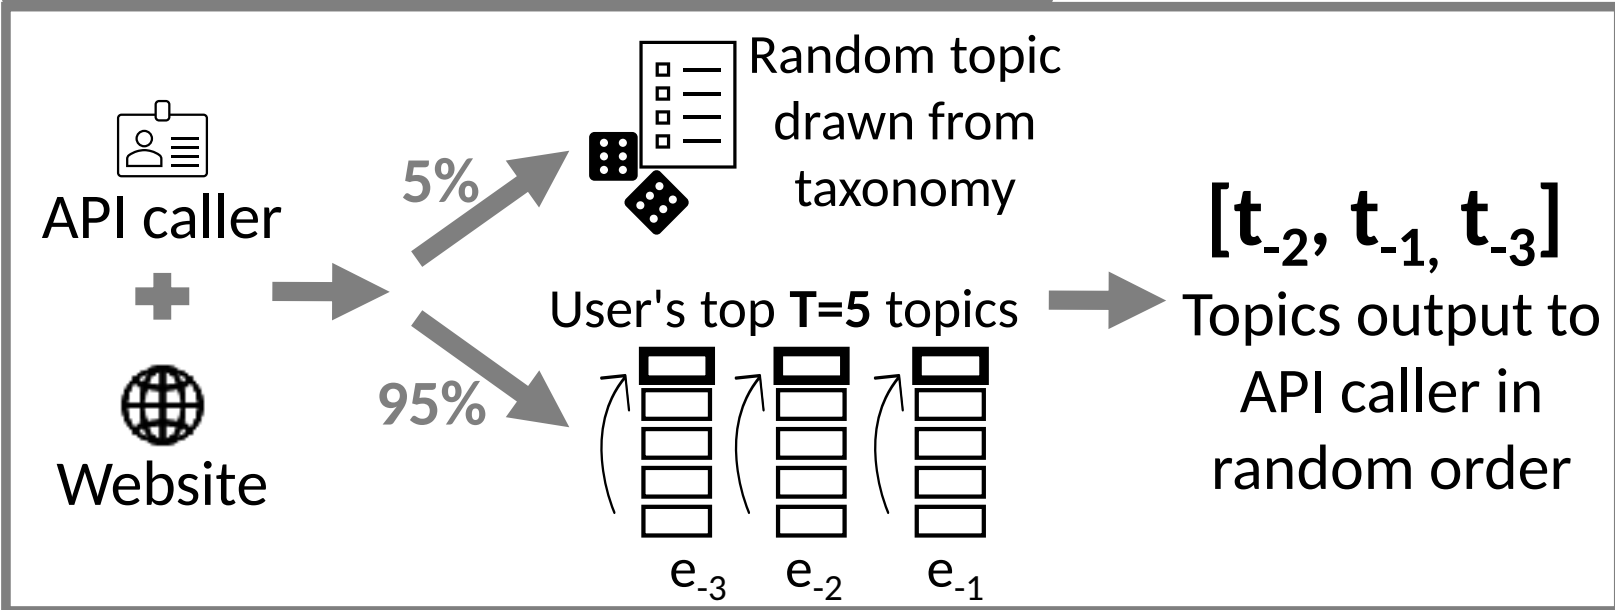 API caller
Website
5%
95%
Random topic
drawn from
taxonomy
User's top T=5 topics
e-3 e-2 e-1
[t-2, t-1, t-3]
Topics output to
API caller in
random order